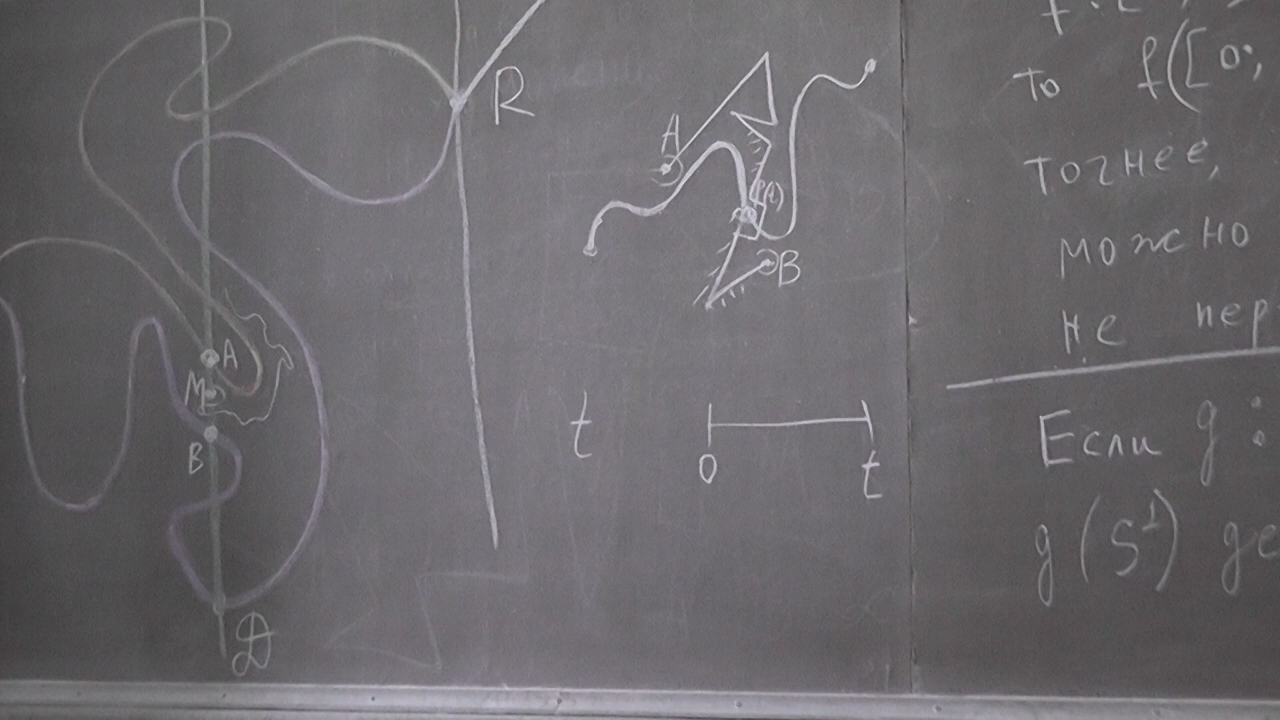 R
A
M
B
D
A
B
t
0
t
то f([0;
точнее,
можно
не пер
Если g :
g(S¹) де